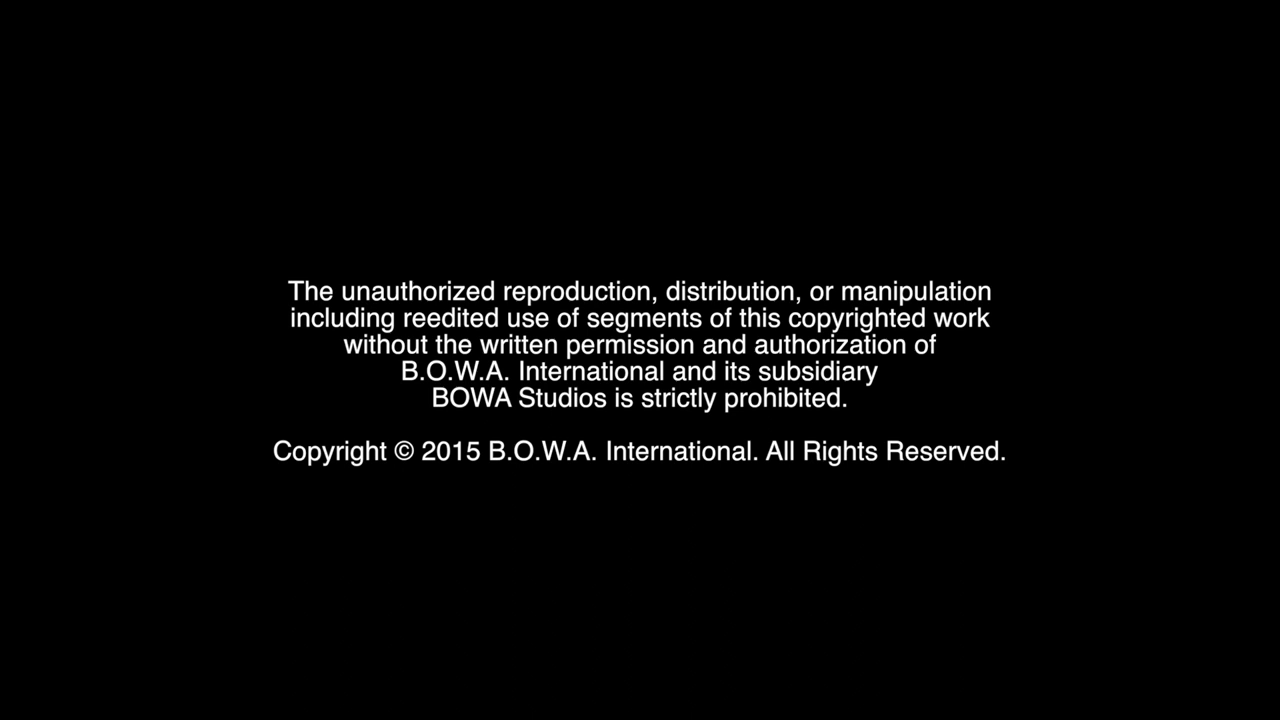 The unauthorized reproduction, distribution, or manipulation
including reedited use of segments of this copyrighted work
without the written permission and authorization of
B.O.W.A. International and its subsidiary
BOWA Studios is strictly prohibited.
Copyright © 2015 B.O.W.A. International. All Rights Reserved.